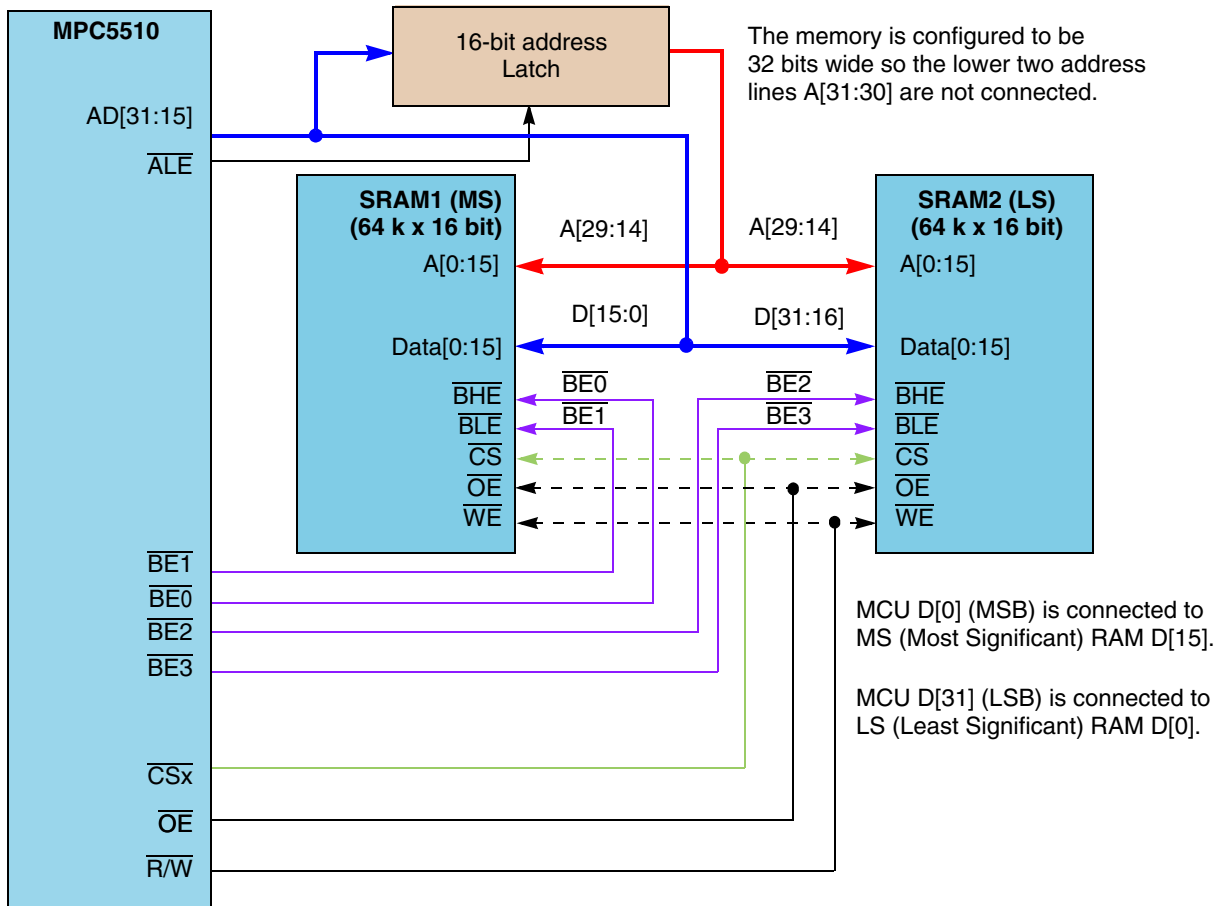 MPC5510
16-bit address
Latch
The memory is configured to be
32 bits wide so the lower two address
lines A[31:30] are not connected.
AD[31:15]
ALE
SRAM1 (MS)
(64 k x 16 bit)
A[29:14]
A[29:14]
SRAM2 (LS)
(64 k x 16 bit)
A[0:15]
A[0:15]
D[15:0]
D[31:16]
Data[0:15]
Data[0:15]
BHE
BE0
BE2
BHE
BLE
BE1
BE3
BLE
CS
CS
OE
OE
WE
WE
BE1
BE0
BE2
BE3
MCU D[0] (MSB) is connected to
MS (Most Significant) RAM D[15].
MCU D[31] (LSB) is connected to
LS (Least Significant) RAM D[0].
CSx
OE
R/W